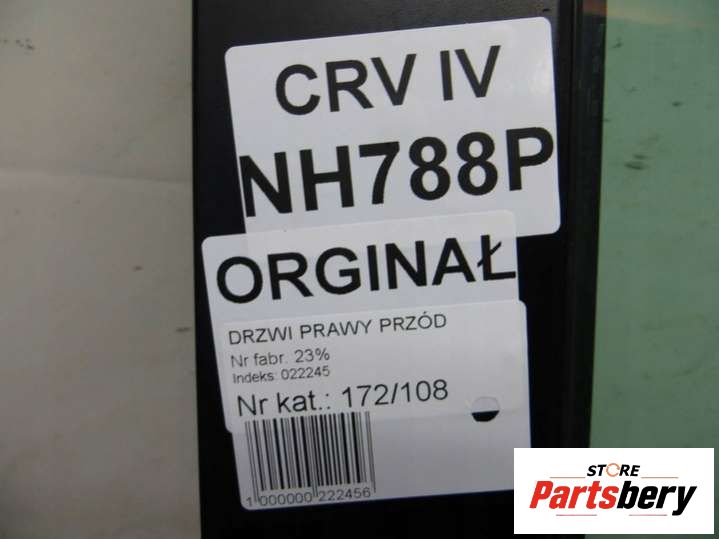 CRV IV
NH788P
ORGINAŁ
DRZWI PRAWY PRZÓD
Nr fabr. 23%
Indeks: 022245
Nr kat.: 172/108
1 000000 222456
STORE
Partsbery